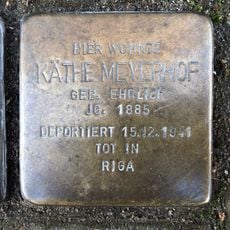 HIER WOHNTE
KÄTHE MEYERHOF
GEB. EHRLICH
JG. 1885
DEPORTIERT 15.12.1941
TOT IN
RIGA